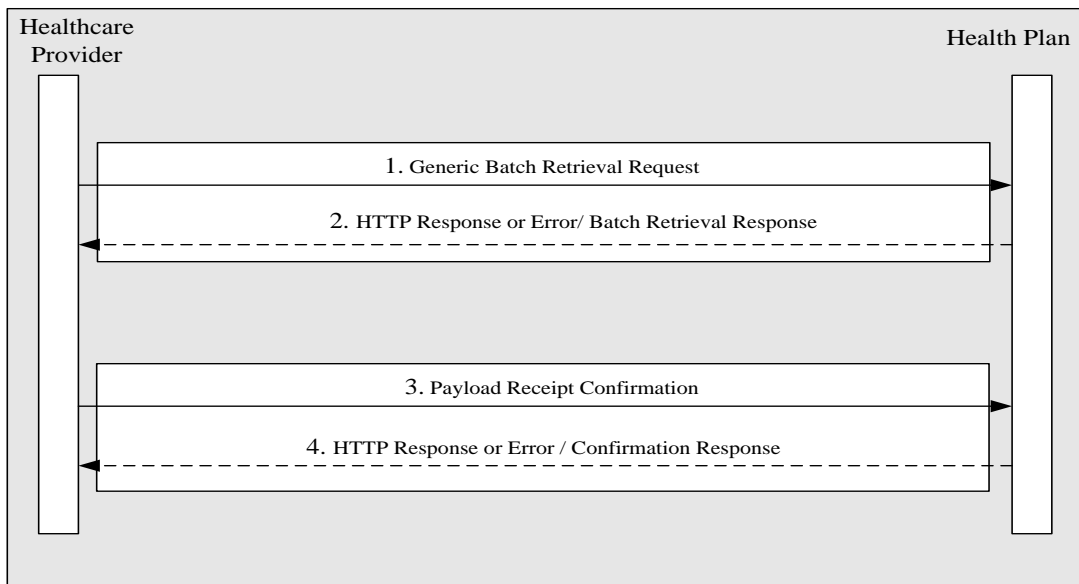 Healthcare
Provider
Health Plan
1. Generic Batch Retrieval Request
2. HTTP Response or Error/ Batch Retrieval Response
3. Payload Receipt Confirmation
4. HTTP Response or Error / Confirmation Response